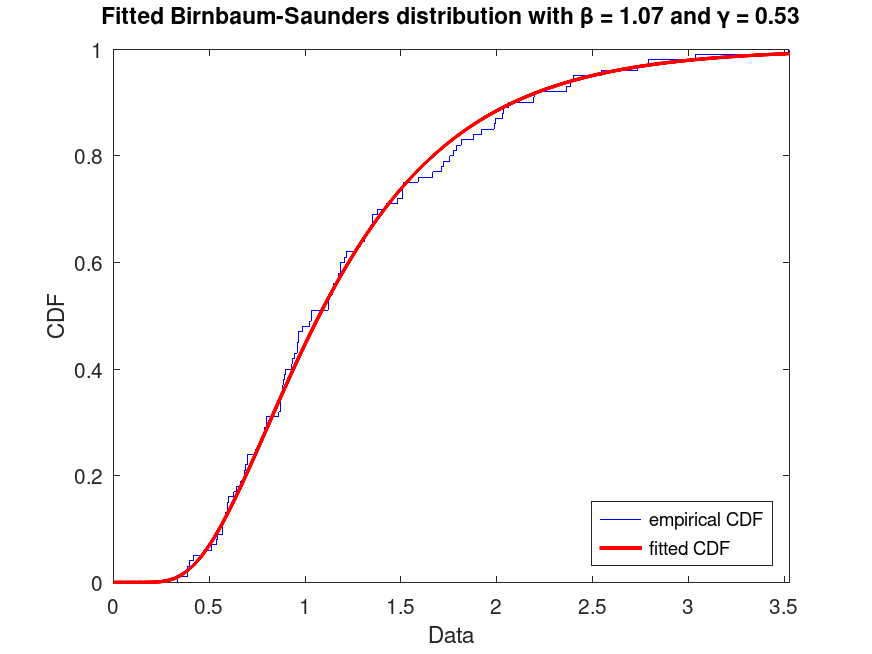 Fitted Birnbaum-Saunders distribution with β = 1.07 and γ = 0.53
1
0.8
0.6
0.4
0.2
0
CDF
empirical CDF
fitted CDF
0 0.5 1 1.5 2 2.5 3 3.5
Data